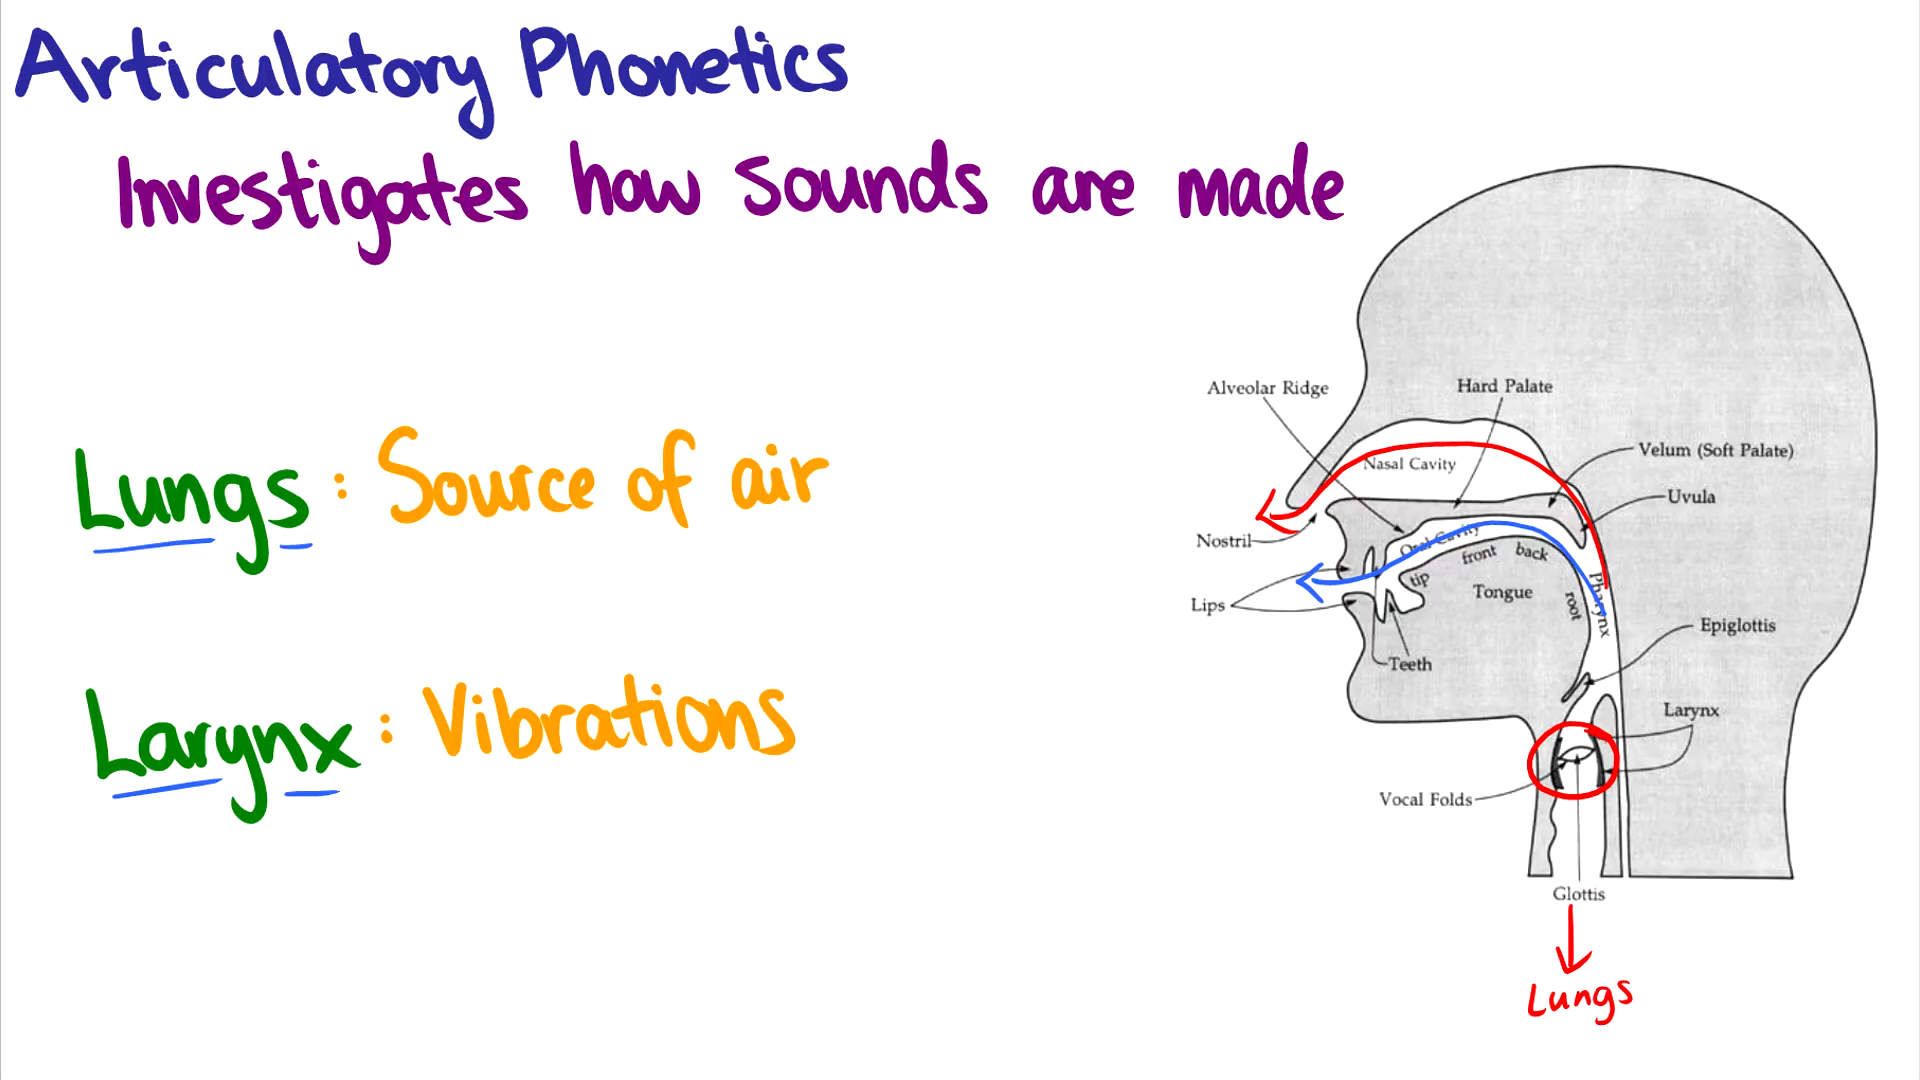 Articulatory Phonetics
Investigates how sounds are made
Alveolar Ridge
Hard Palate
Nasal Cavity
Velum (Soft Palate)
Uvula
Lungs : Source of air
Nostril
Oral Cavity
front
back
tip
Tongue
root
Pharynx
Lips
Epiglottis
Teeth
Larynx
Larynx : Vibrations
Vocal Folds
Glottis
Lungs